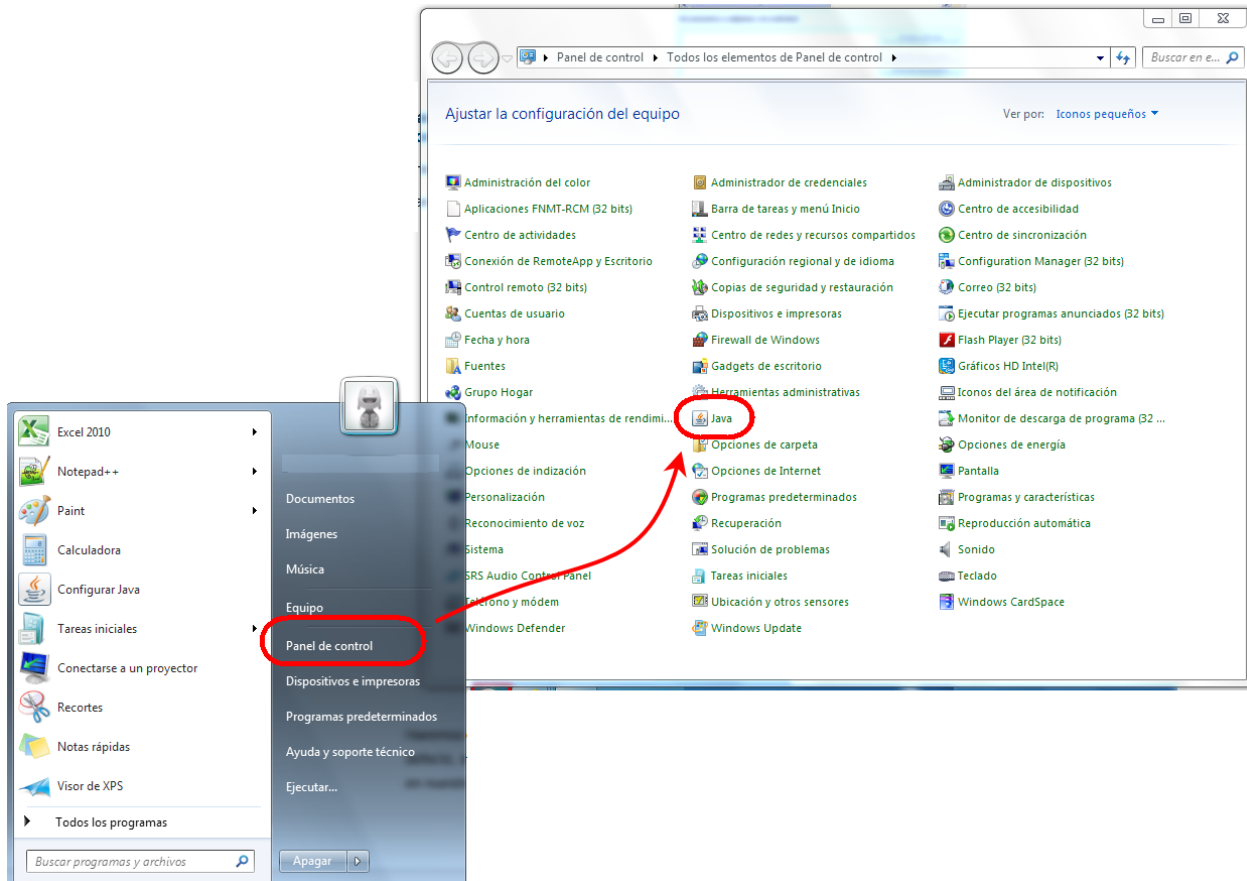 Panel de control ▸ Todos los elementos de Panel de control ▸
Buscar en e...
Ajustar la configuración del equipo
Ver por: Iconos pequeños
Administración del color
Administrador de credenciales
Administrador de dispositivos
Aplicaciones FNMT-RCM (32 bits)
Barra de tareas y menú Inicio
Centro de accesibilidad
Centro de actividades
Centro de redes y recursos compartidos
Centro de sincronización
Conexión de RemoteApp y Escritorio
Configuración regional y de idioma
Configuration Manager (32 bits)
Control remoto (32 bits)
Copias de seguridad y restauración
Correo (32 bits)
Cuentas de usuario
Dispositivos e impresoras
Ejecutar programas anunciados (32 bits)
Fecha y hora
Firewall de Windows
Flash Player (32 bits)
Fuentes
Gadgets de escritorio
Gráficos HD Intel(R)
Grupo Hogar
Herramientas administrativas
Iconos del área de notificación
Información y herramientas de rendimi...
Java
Monitor de descarga de programa (32 ...
Mouse
Opciones de carpeta
Opciones de energía
Opciones de indización
Opciones de Internet
Pantalla
Personalización
Programas predeterminados
Programas y características
Reconocimiento de voz
Recuperación
Reproducción automática
Sistema
Solución de problemas
Sonido
SRS Audio Control Panel
Tareas iniciales
Teclado
Teléfono y módem
Ubicación y otros sensores
Windows CardSpace
Windows Defender
Windows Update
Excel 2010
Notepad++
Paint
Calculadora
Configurar Java
Tareas iniciales
Conectarse a un proyector
Recortes
Notas rápidas
Visor de XPS
Todos los programas
Buscar programas y archivos
Documentos
Imágenes
Música
Equipo
Panel de control
Dispositivos e impresoras
Programas predeterminados
Ayuda y soporte técnico
Ejecutar...
Apagar